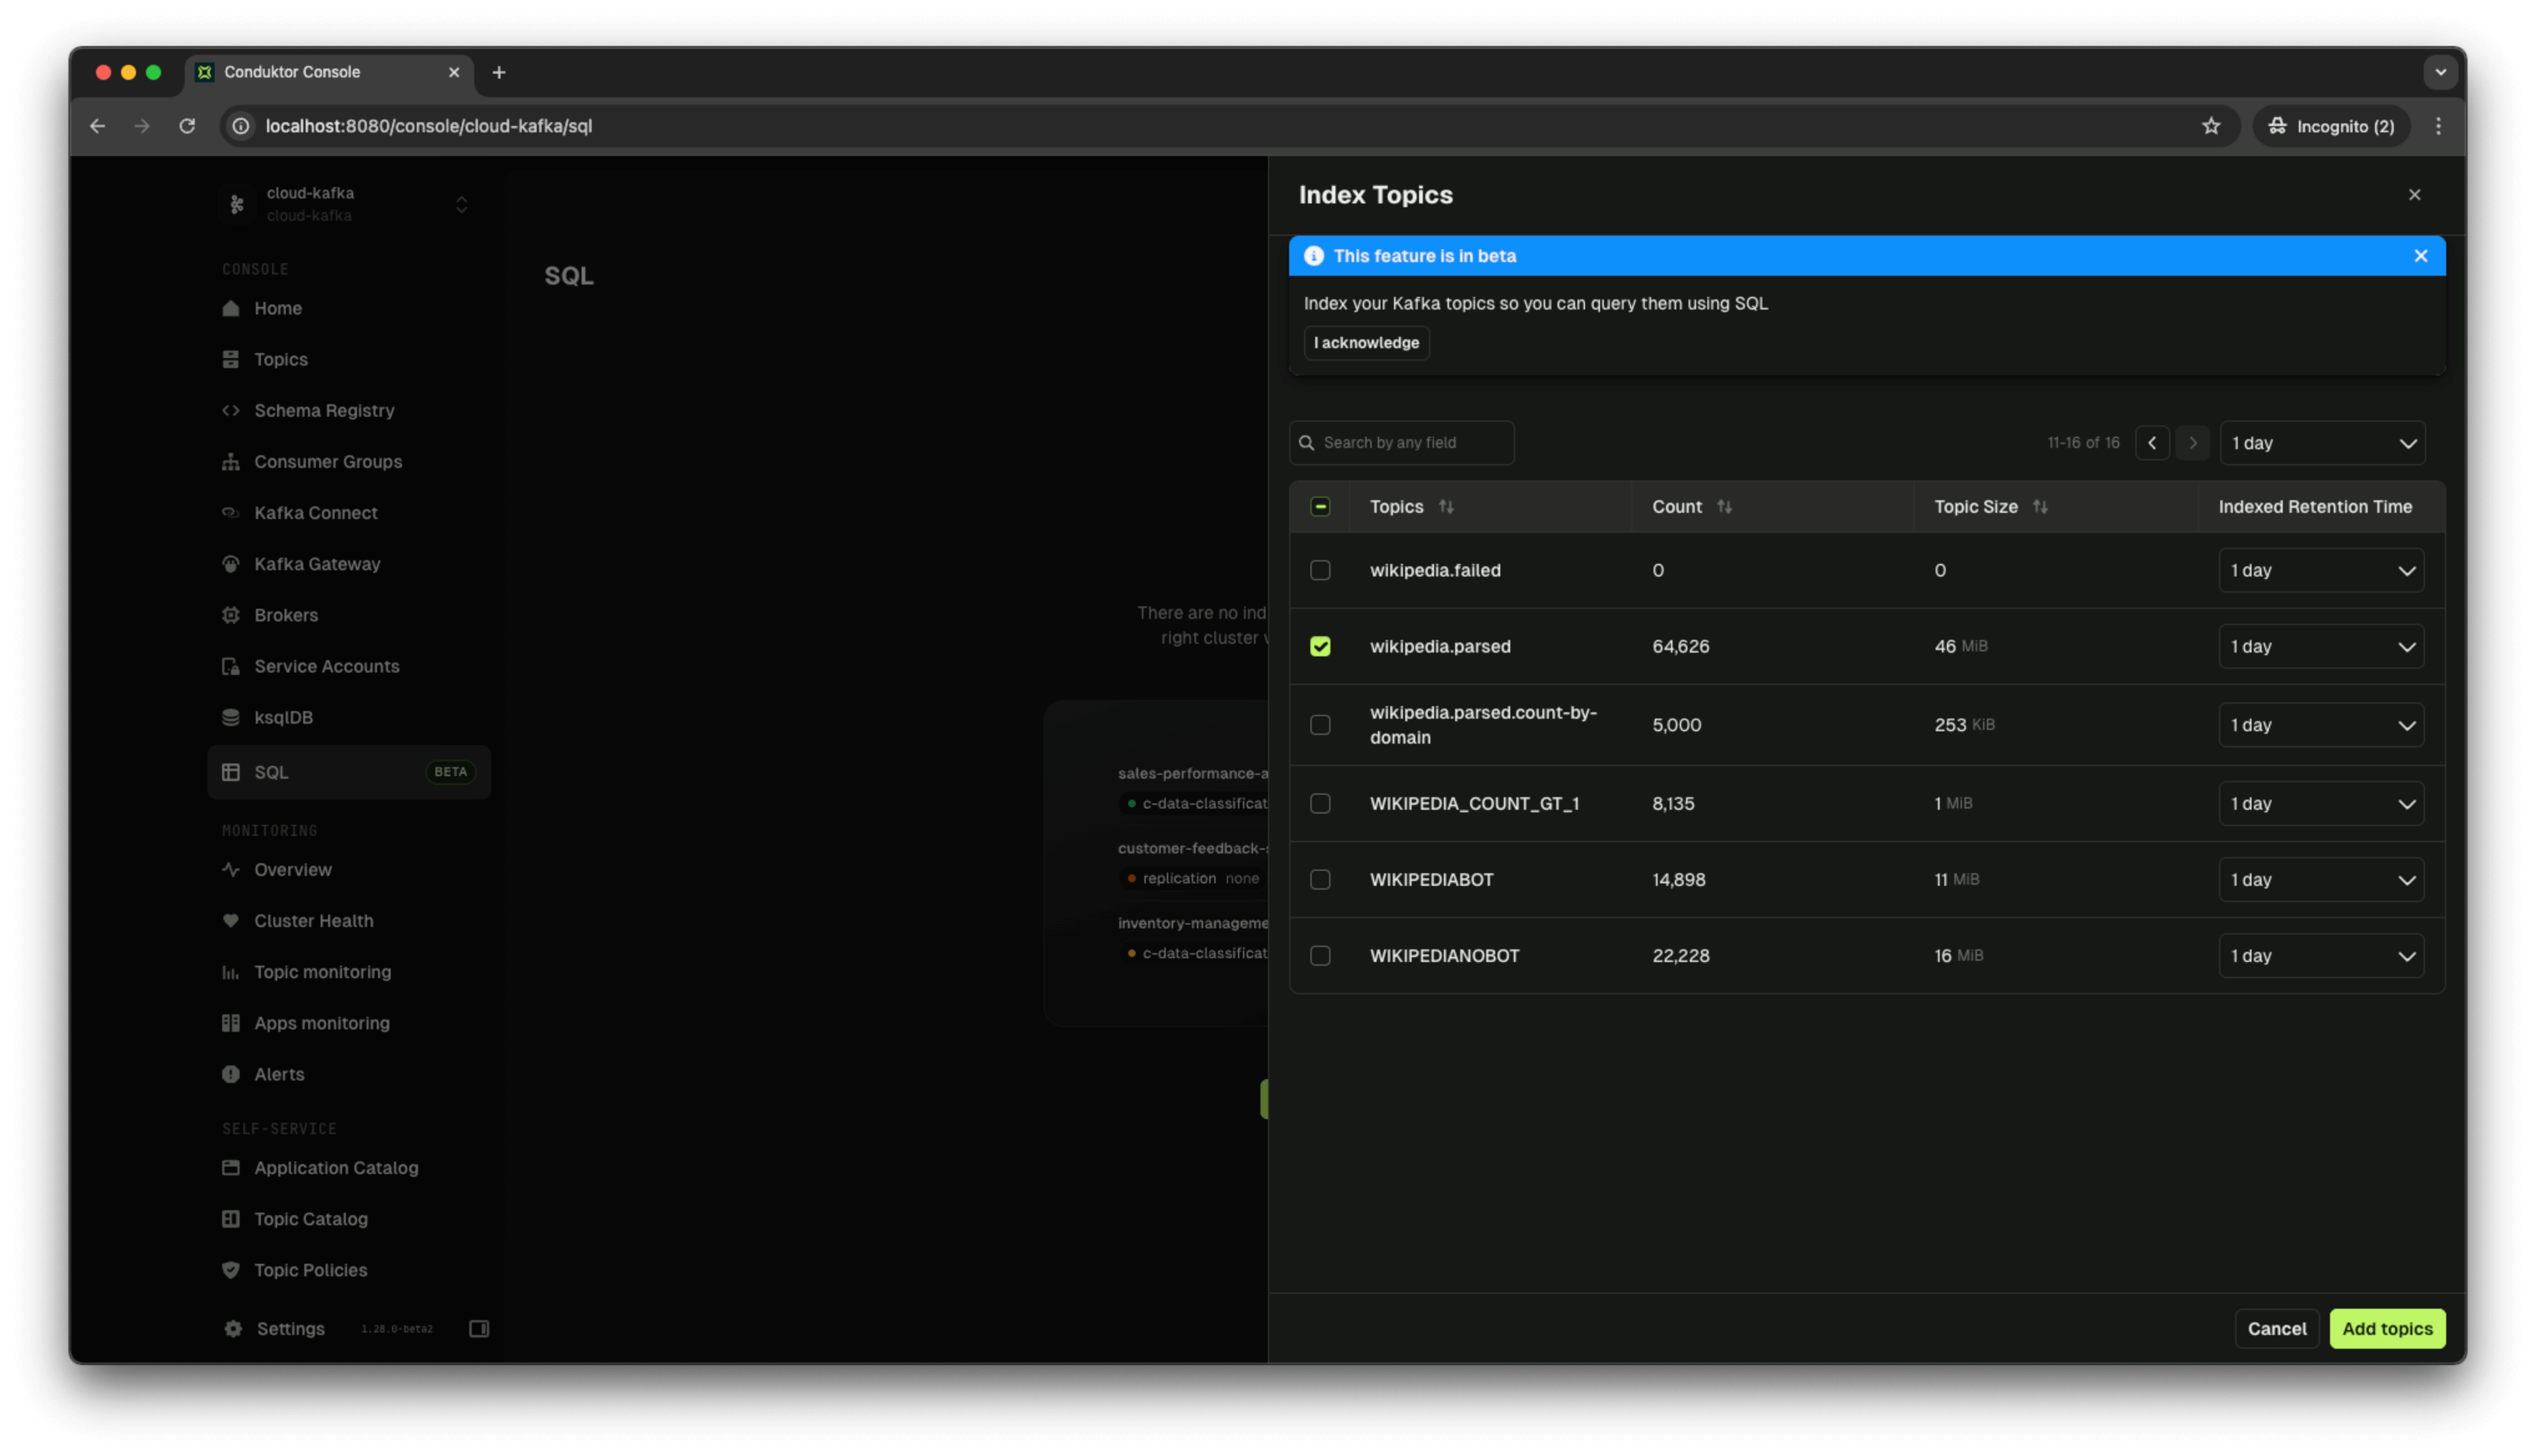 Conduktor Console
localhost:8080/console/cloud-kafka/sql
Incognito (2)
cloud-kafka
cloud-kafka
CONSOLE
Home
Topics
Schema Registry
Consumer Groups
Kafka Connect
Kafka Gateway
Brokers
Service Accounts
ksqlDB
SQL BETA
MONITORING
Overview
Cluster Health
Topic monitoring
Apps monitoring
Alerts
SELF-SERVICE
Application Catalog
Topic Catalog
Topic Policies
Settings 1.28.0-beta2
SQL
There are no ind
right cluster
sales-performance-a
c-data-classificat
customer-feedback-
replication none
inventory-manageme
c-data-classificat
Index Topics
This feature is in beta
Index your Kafka topics so you can query them using SQL
I acknowledge
Search by any field 11-16 of 16 1 day
Topics Count Topic Size Indexed Retention Time
wikipedia.failed 0 0 1 day
wikipedia.parsed 64,626 46 MiB 1 day
wikipedia.parsed.count-by-
domain 5,000 253 KiB 1 day
WIKIPEDIA_COUNT_GT_1 8,135 1 MiB 1 day
WIKIPEDIABOT 14,898 11 MiB 1 day
WIKIPEDIANOBOT 22,228 16 MiB 1 day
Cancel Add topics